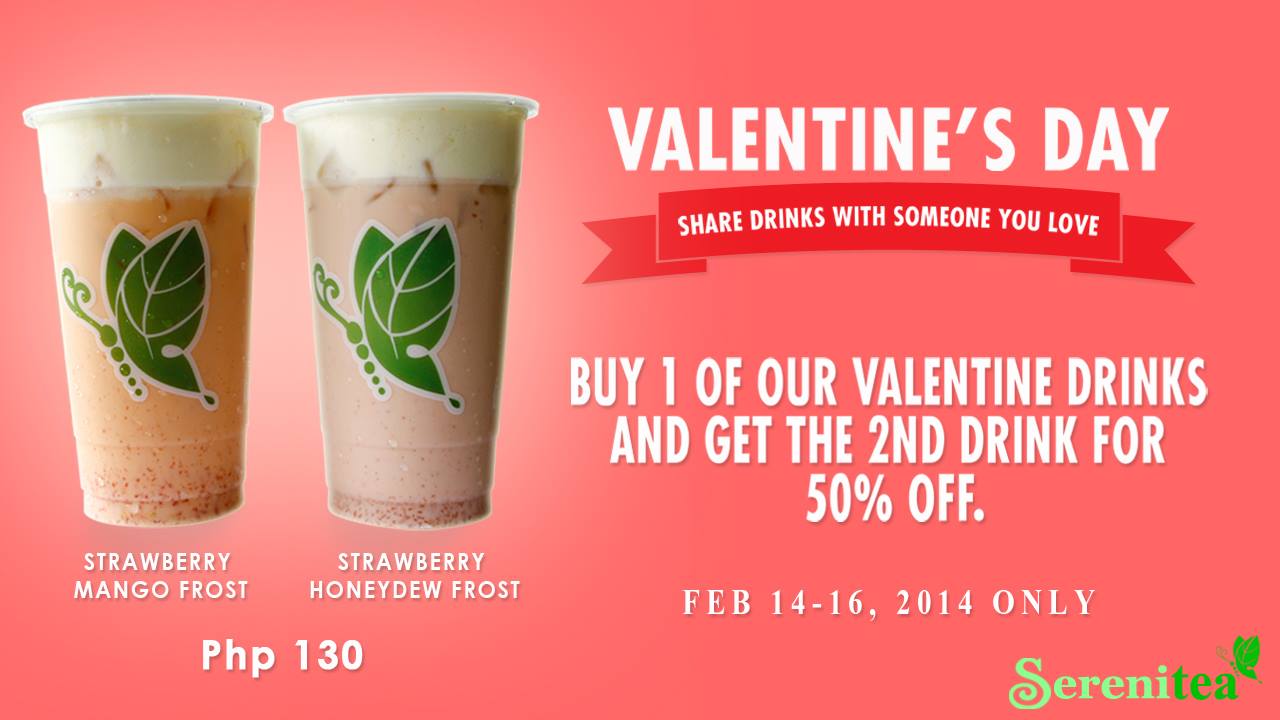 VALENTINE'S DAY
SHARE DRINKS WITH SOMEONE YOU LOVE
BUY 1 OF OUR VALENTINE DRINKS
AND GET THE 2ND DRINK FOR
50% OFF.
FEB 14-16, 2014 ONLY
STRAWBERRY
MANGO FROST
STRAWBERRY
HONEYDEW FROST
Php 130
Serenitea